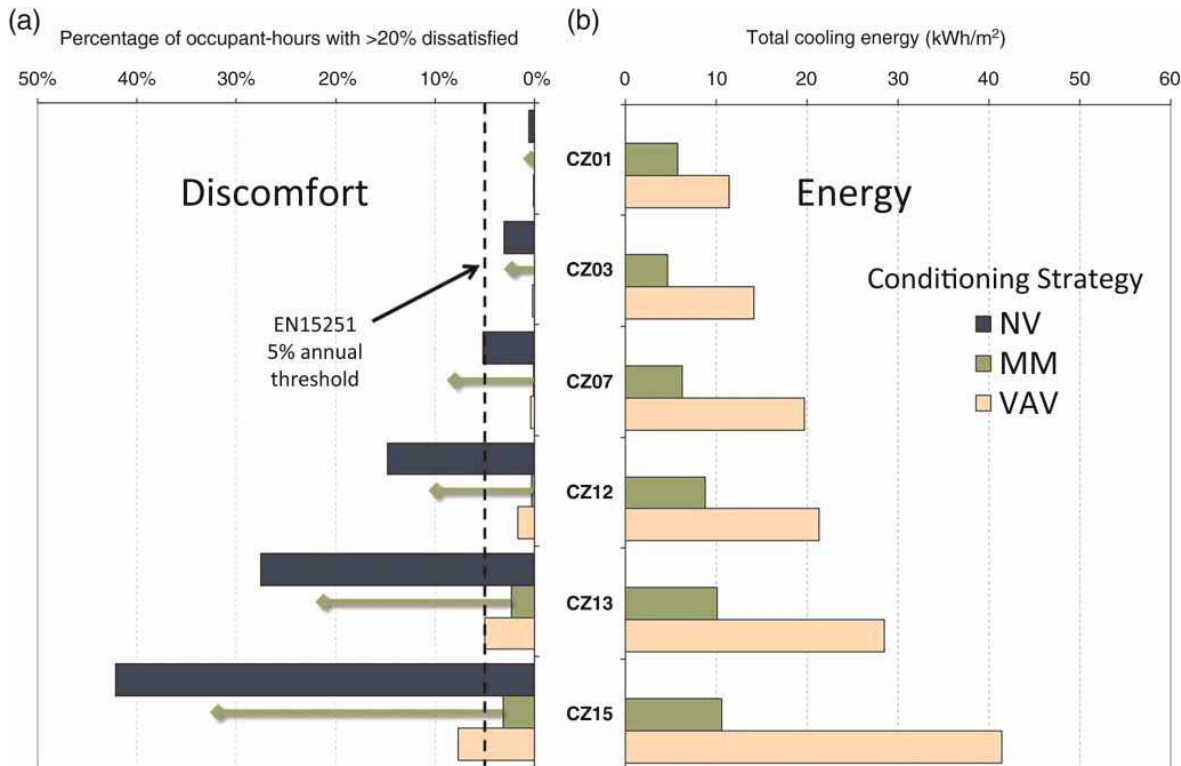 (a)
Percentage of occupant-hours with >20% dissatisfied
50% 40% 30% 20% 10% 0%
Discomfort
EN15251
5% annual
threshold
(b)
Total cooling energy (kWh/m²)
0 10 20 30 40 50 60
CZ01
CZ03
CZ07
CZ12
CZ13
CZ15
Energy
Conditioning Strategy
NV
MM
VAV